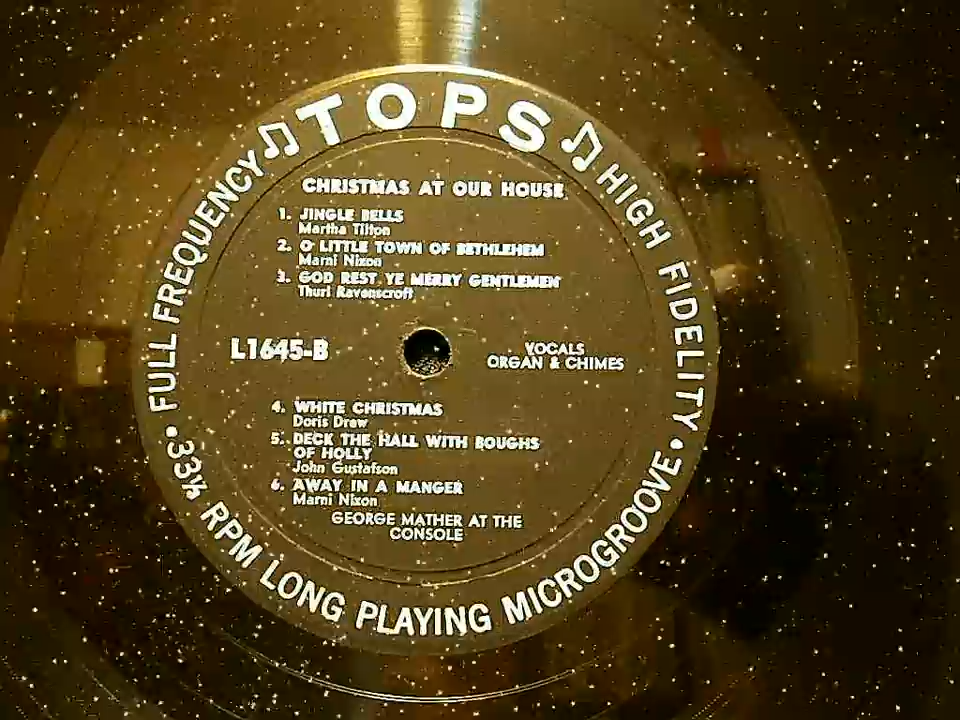 TOPS
FULL FREQUENCY
HIGH FIDELITY
CHRISTMAS AT OUR HOUSE
1. JINGLE BELLS
Martha Tilton
2. O' LITTLE TOWN OF BETHLEHEM
Marni Nixon
3. GOD REST YE MERRY GENTLEMEN
Thurl Ravenscroft
L1645-B
VOCALS
ORGAN & CHIMES
4. WHITE CHRISTMAS
Doris Drew
5. DECK THE HALL WITH BOUGHS
OF HOLLY
John Gustafson
6. AWAY IN A MANGER
Marni Nixon
GEORGE MATHER AT THE
CONSOLE
• 33⅓ RPM LONG PLAYING MICROGROOVE •